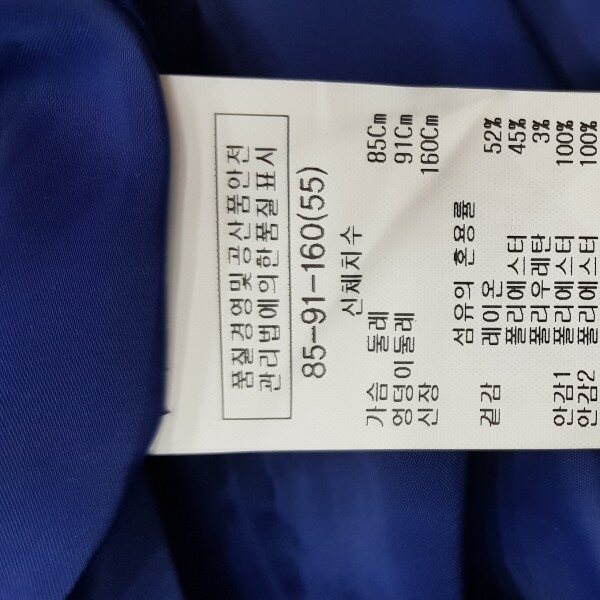 품질경영및 공산품안전
관리법에의한품질표시
85-91-160(55)
신체치수
가슴 둘레 85Cm
엉덩이둘레 91Cm
신장 160Cm
섬유의 혼용률
겉감 레이온 52%
폴리에스터 45%
폴리우레탄 3%
안감1 폴리에스터 100%
안감2 폴리에스터 100%